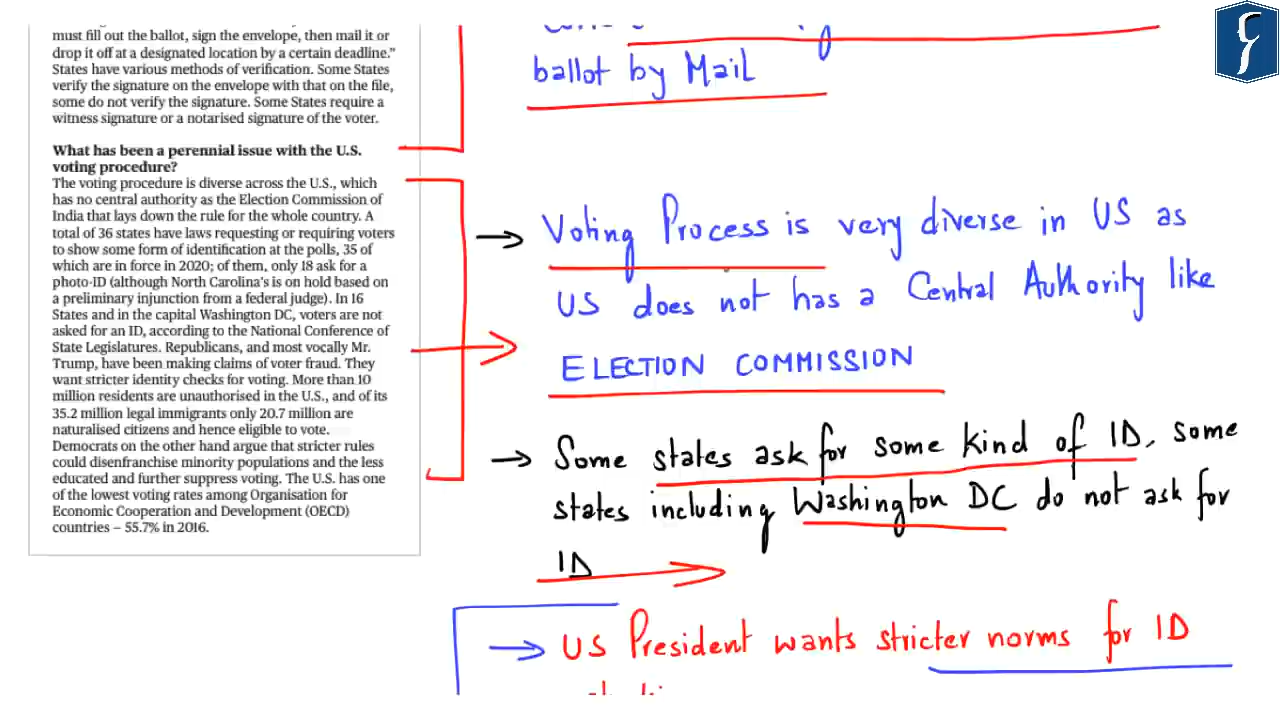 must fill out the ballot, sign the envelope, then mail it or
drop it off at a designated location by a certain deadline.”
States have various methods of verification. Some States
verify the signature on the envelope with that on the file,
some do not verify the signature. Some States require a
witness signature or a notarised signature of the voter.
What has been a perennial issue with the U.S.
voting procedure?
The voting procedure is diverse across the U.S., which
has no central authority as the Election Commission of
India that lays down the rule for the whole country. A
total of 36 states have laws requesting or requiring voters
to show some form of identification at the polls, 35 of
which are in force in 2020; of them, only 18 ask for a
photo-ID (although North Carolina's is on hold based on
a preliminary injunction from a federal judge). In 16
States and in the capital Washington DC, voters are not
asked for an ID, according to the National Conference of
State Legislatures. Republicans, and most vocally Mr.
Trump, have been making claims of voter fraud. They
want stricter identity checks for voting. More than 10
million residents are unauthorised in the U.S., and of its
35.2 million legal immigrants only 20.7 million are
naturalised citizens and hence eligible to vote.
Democrats on the other hand argue that stricter rules
could disenfranchise minority populations and the less
educated and further suppress voting. The U.S. has one
of the lowest voting rates among Organisation for
Economic Cooperation and Development (OECD)
countries – 55.7% in 2016.
ballot by Mail
Voting Process is very diverse in US as
US does not has a Central Authority like
ELECTION COMMISSION
Some states ask for some kind of ID, some
states including Washington DC do not ask for
ID
US President wants stricter norms for ID